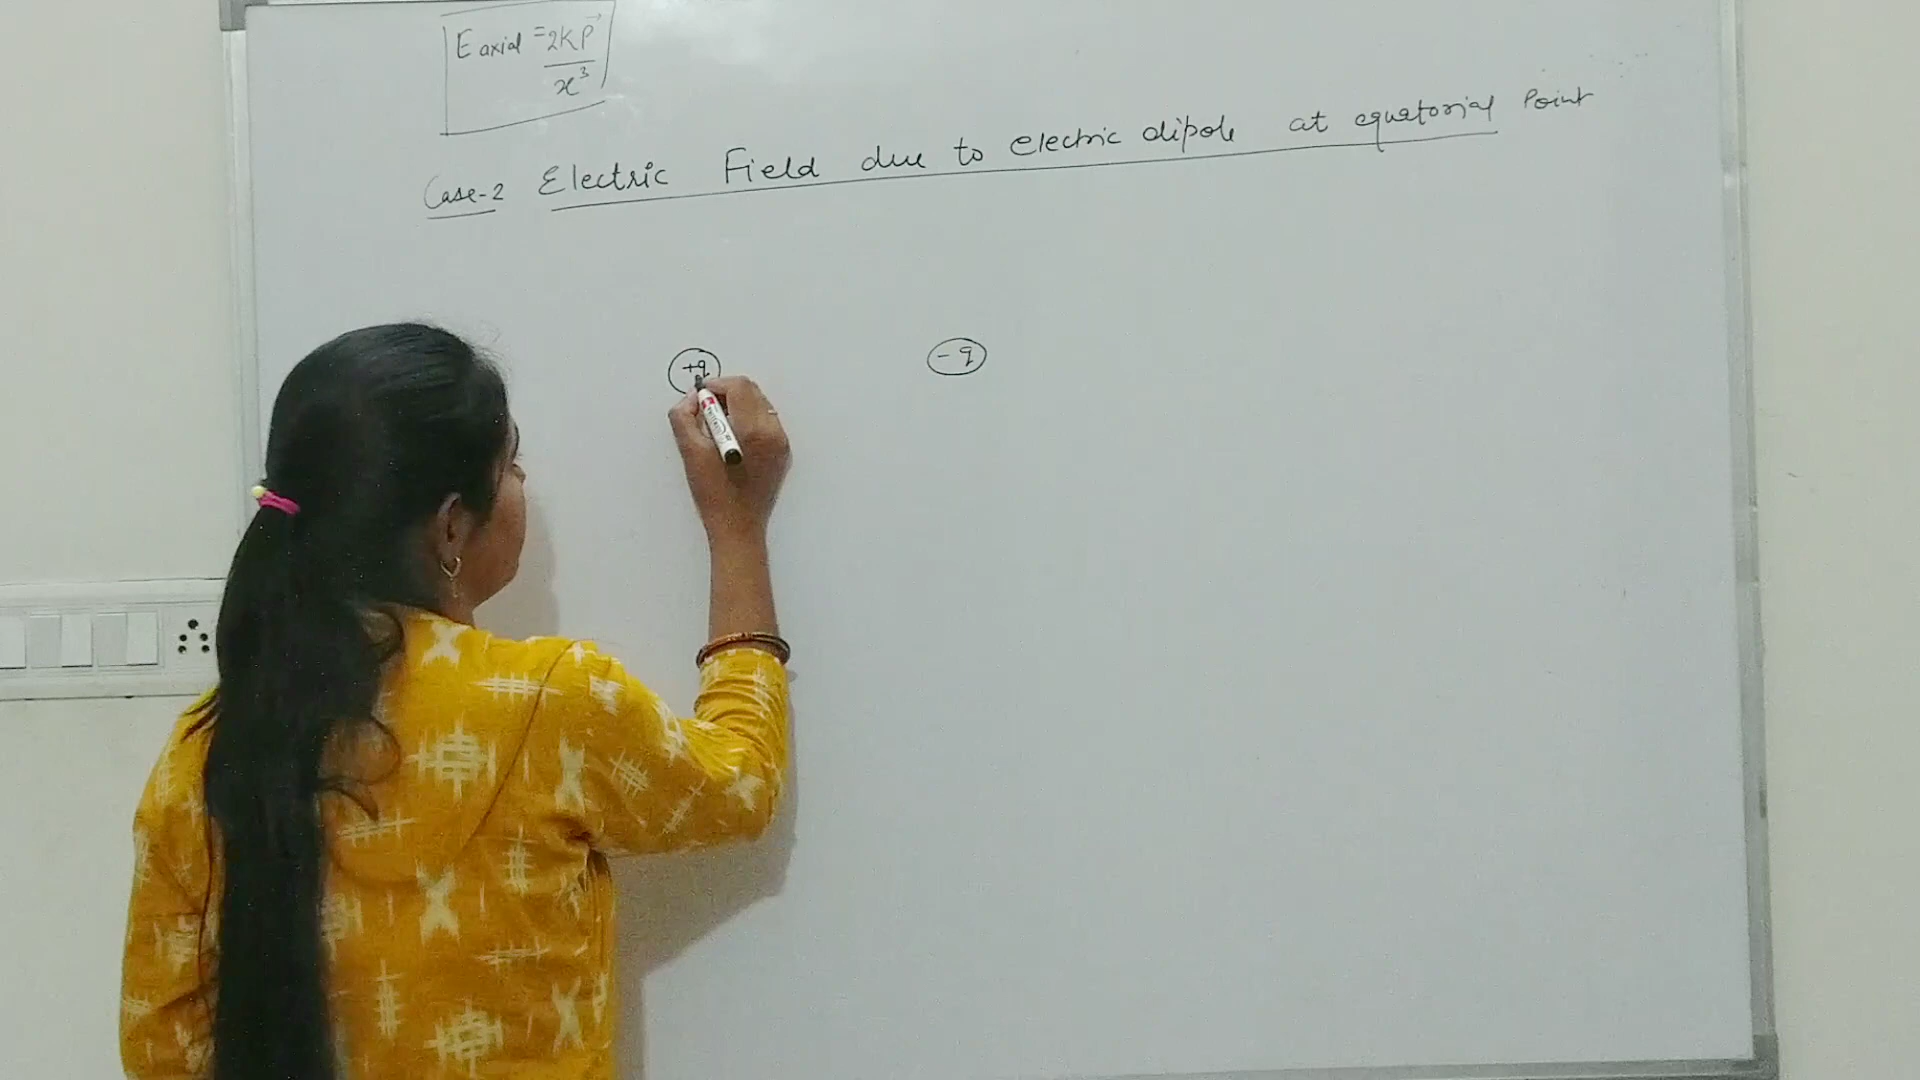 E axial = 2KP⃗
x³
Case-2 Electric Field due to electric dipole at equatorial Point
+q
- q